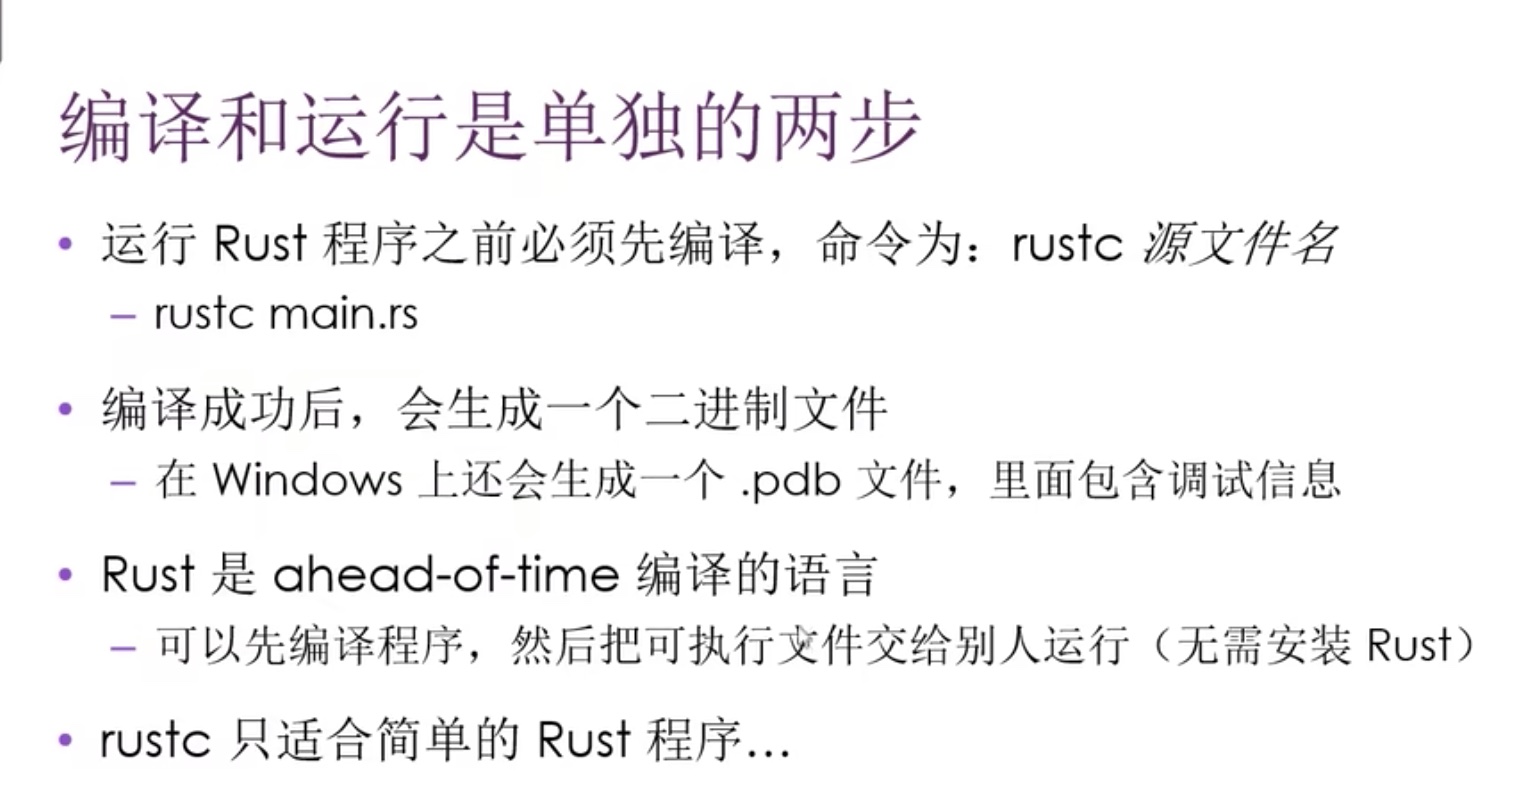 编译和运行是单独的两步
• 运行 Rust 程序之前必须先编译，命令为：rustc 源文件名
– rustc main.rs
• 编译成功后，会生成一个二进制文件
– 在 Windows 上还会生成一个 .pdb 文件，里面包含调试信息
• Rust 是 ahead-of-time 编译的语言
– 可以先编译程序，然后把可执行文件交给别人运行（无需安装 Rust）
• rustc 只适合简单的 Rust 程序…